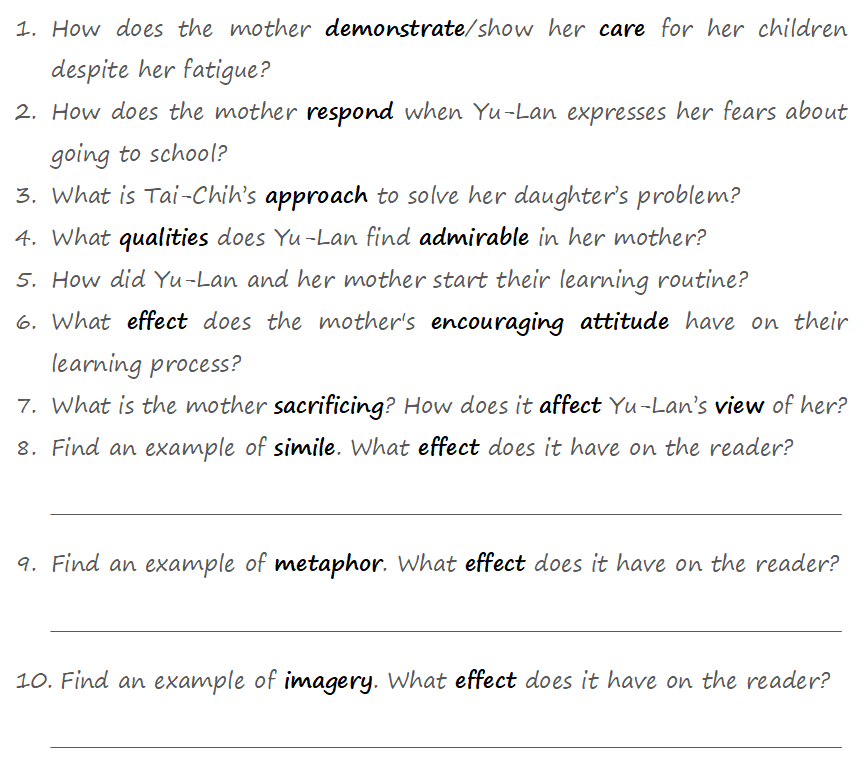 1. How does the mother demonstrate/show her care for her children
despite her fatigue?
2. How does the mother respond when Yu-Lan expresses her fears about
going to school?
3. What is Tai-Chih's approach to solve her daughter's problem?
4. What qualities does Yu-Lan find admirable in her mother?
5. How did Yu-Lan and her mother start their learning routine?
6. What effect does the mother's encouraging attitude have on their
learning process?
7. What is the mother sacrificing? How does it affect Yu-Lan's view of her?
8. Find an example of simile. What effect does it have on the reader?
9. Find an example of metaphor. What effect does it have on the reader?
10. Find an example of imagery. What effect does it have on the reader?